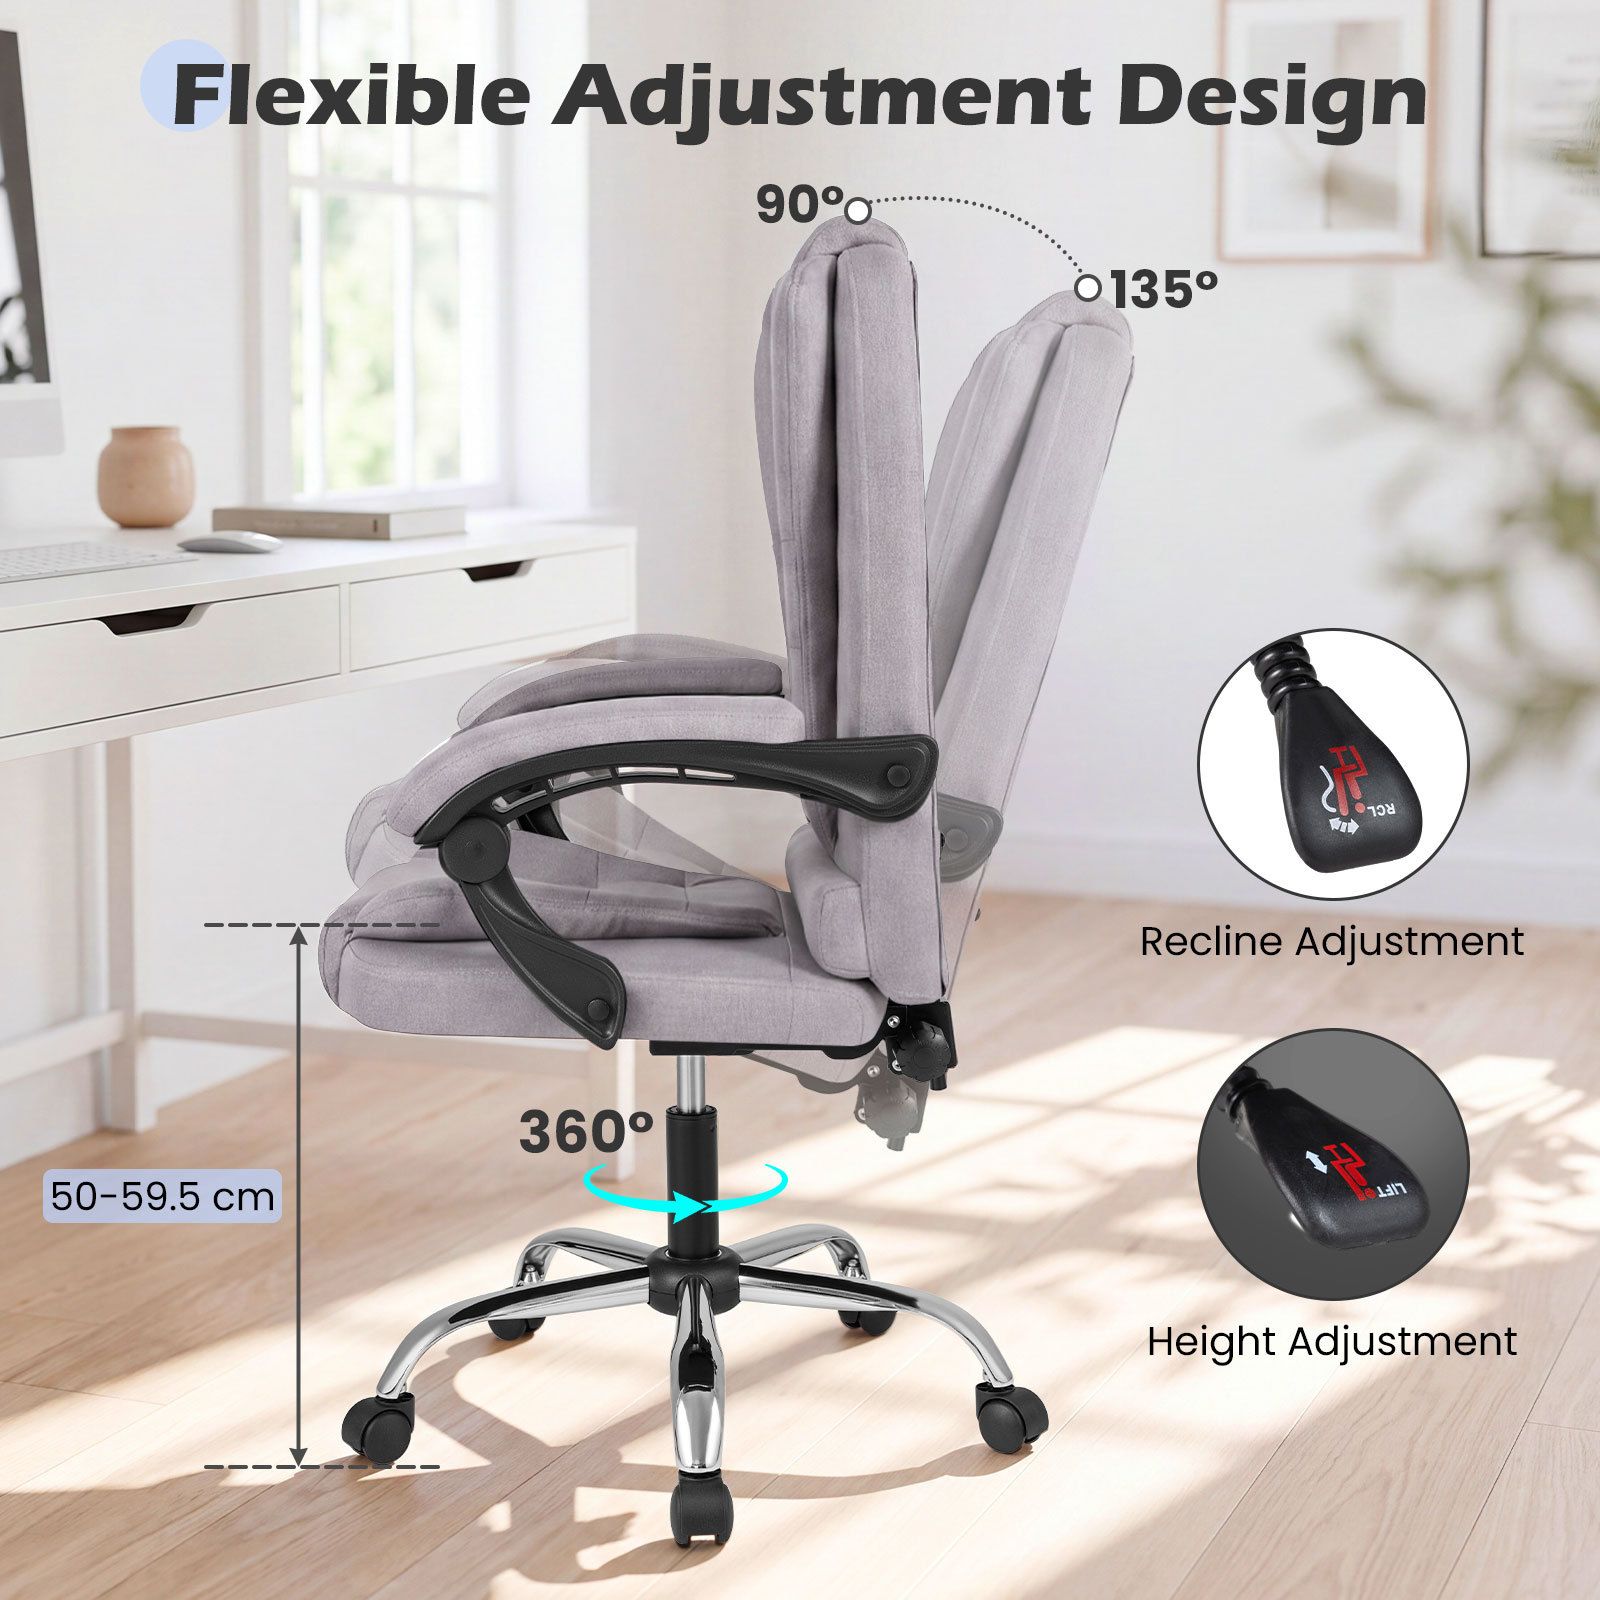 Flexible Adjustment Design
90°
135°
RCL
Recline Adjustment
360°
50-59.5 cm
LIFT
Height Adjustment